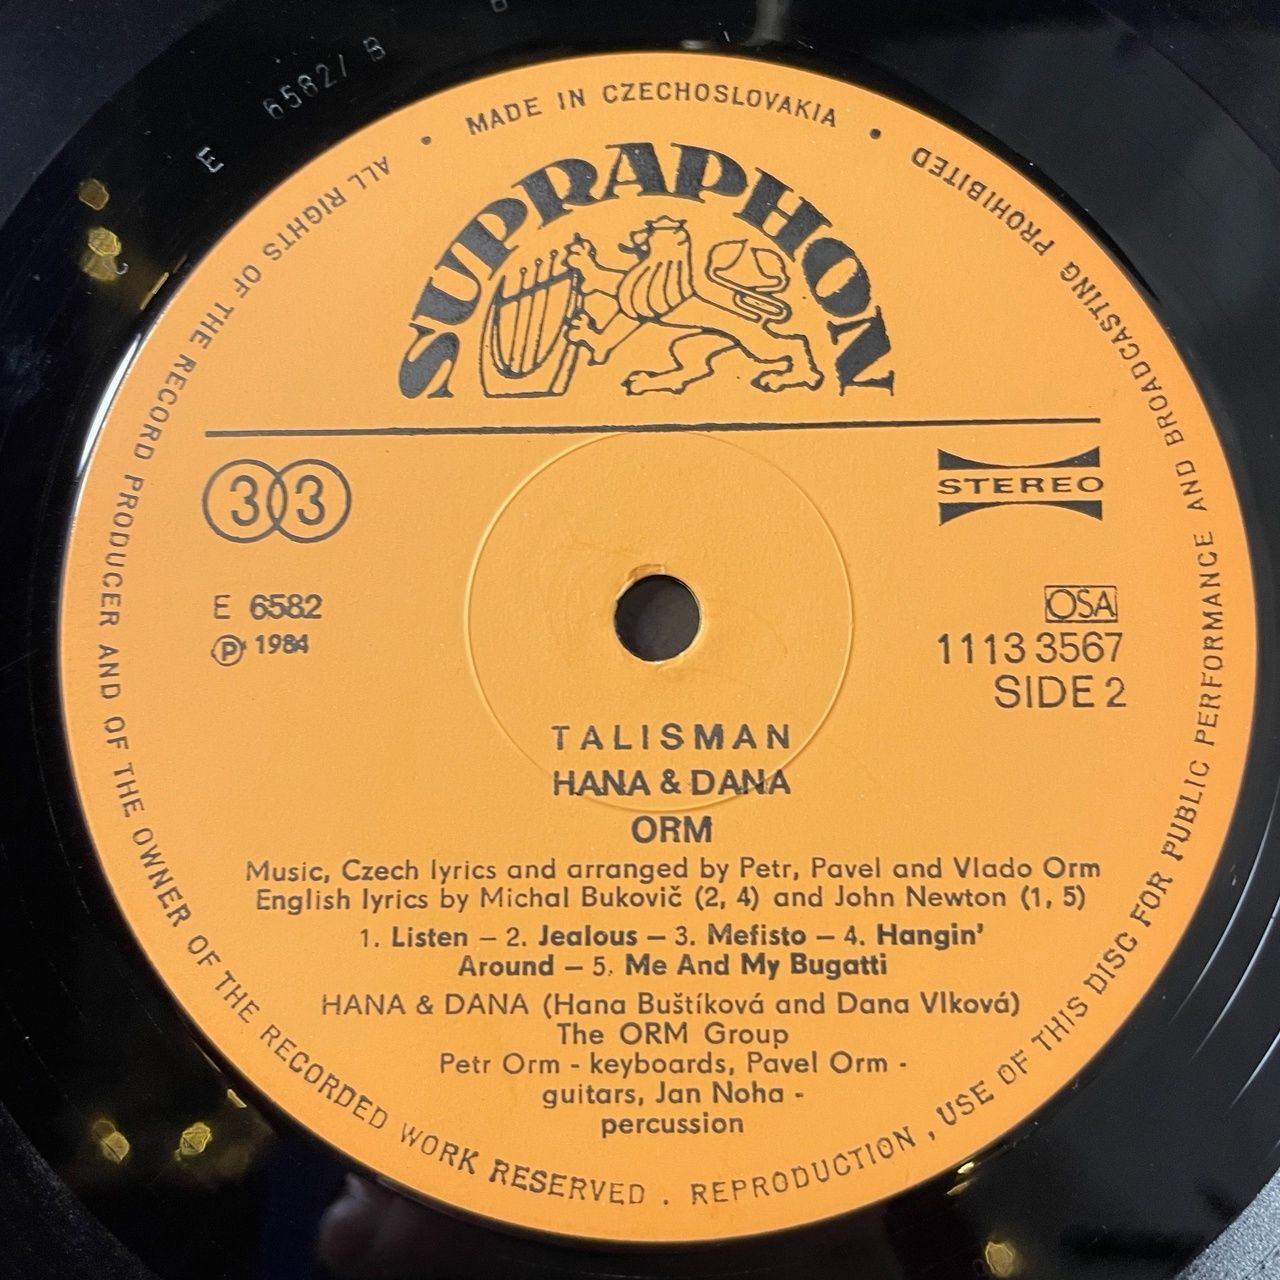 E 6582/ B
MADE IN CZECHOSLOVAKIA
SUPRAPHON
33
STEREO
E 6582
Ⓟ 1984
OSA
1113 3567
SIDE 2
TALISMAN
HANA & DANA
ORM
Music, Czech lyrics and arranged by Petr, Pavel and Vlado Orm
English lyrics by Michal Bukovič (2, 4) and John Newton (1, 5)
1. Listen – 2. Jealous – 3. Mefisto – 4. Hangin'
Around – 5. Me And My Bugatti
HANA & DANA (Hana Buštíková and Dana Vlková)
The ORM Group
Petr Orm - keyboards, Pavel Orm -
guitars, Jan Noha -
percussion
ALL RIGHTS OF THE RECORD PRODUCER AND OF THE OWNER OF THE RECORDED WORK RESERVED . REPRODUCTION , USE OF THIS DISC FOR PUBLIC PERFORMANCE AND BROADCASTING PROHIBITED